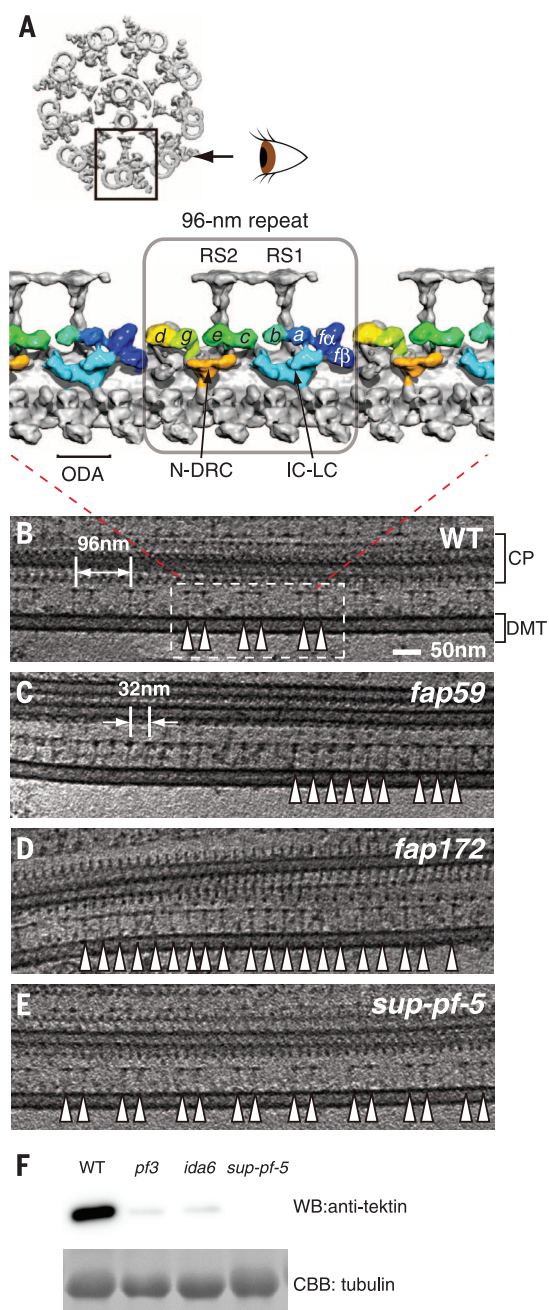 A
96-nm repeat
RS2 RS1
d g e c b a fα fβ
ODA
N-DRC IC-LC
B WT
96nm
CP
DMT
50nm
C fap59
32nm
D fap172
E sup-pf-5
F
WT pf3 ida6 sup-pf-5
WB:anti-tektin
CBB: tubulin